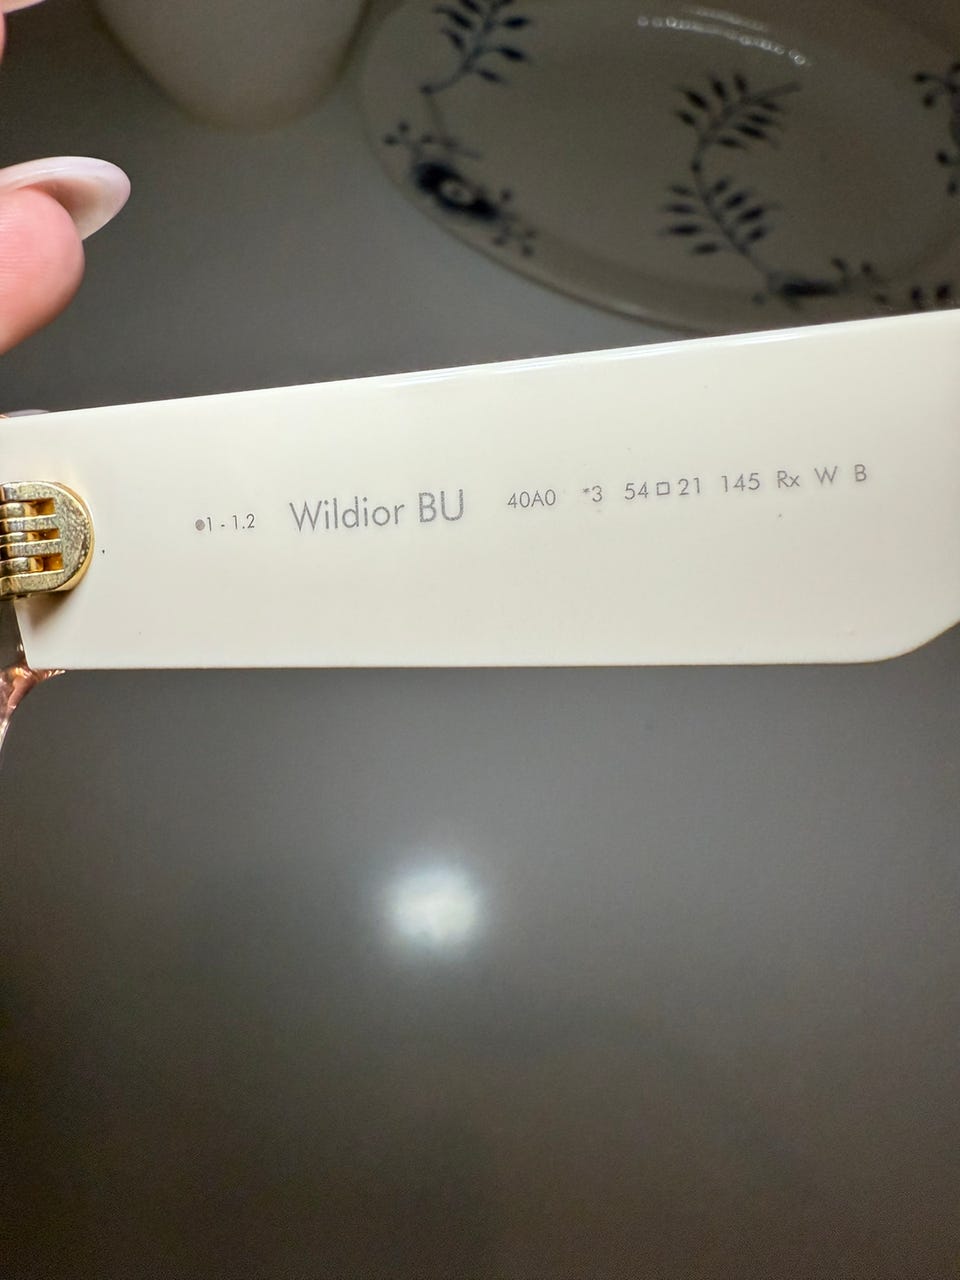 ●1 - 1.2 Wildior BU 40A0 *3 54□21 145 Rx W B